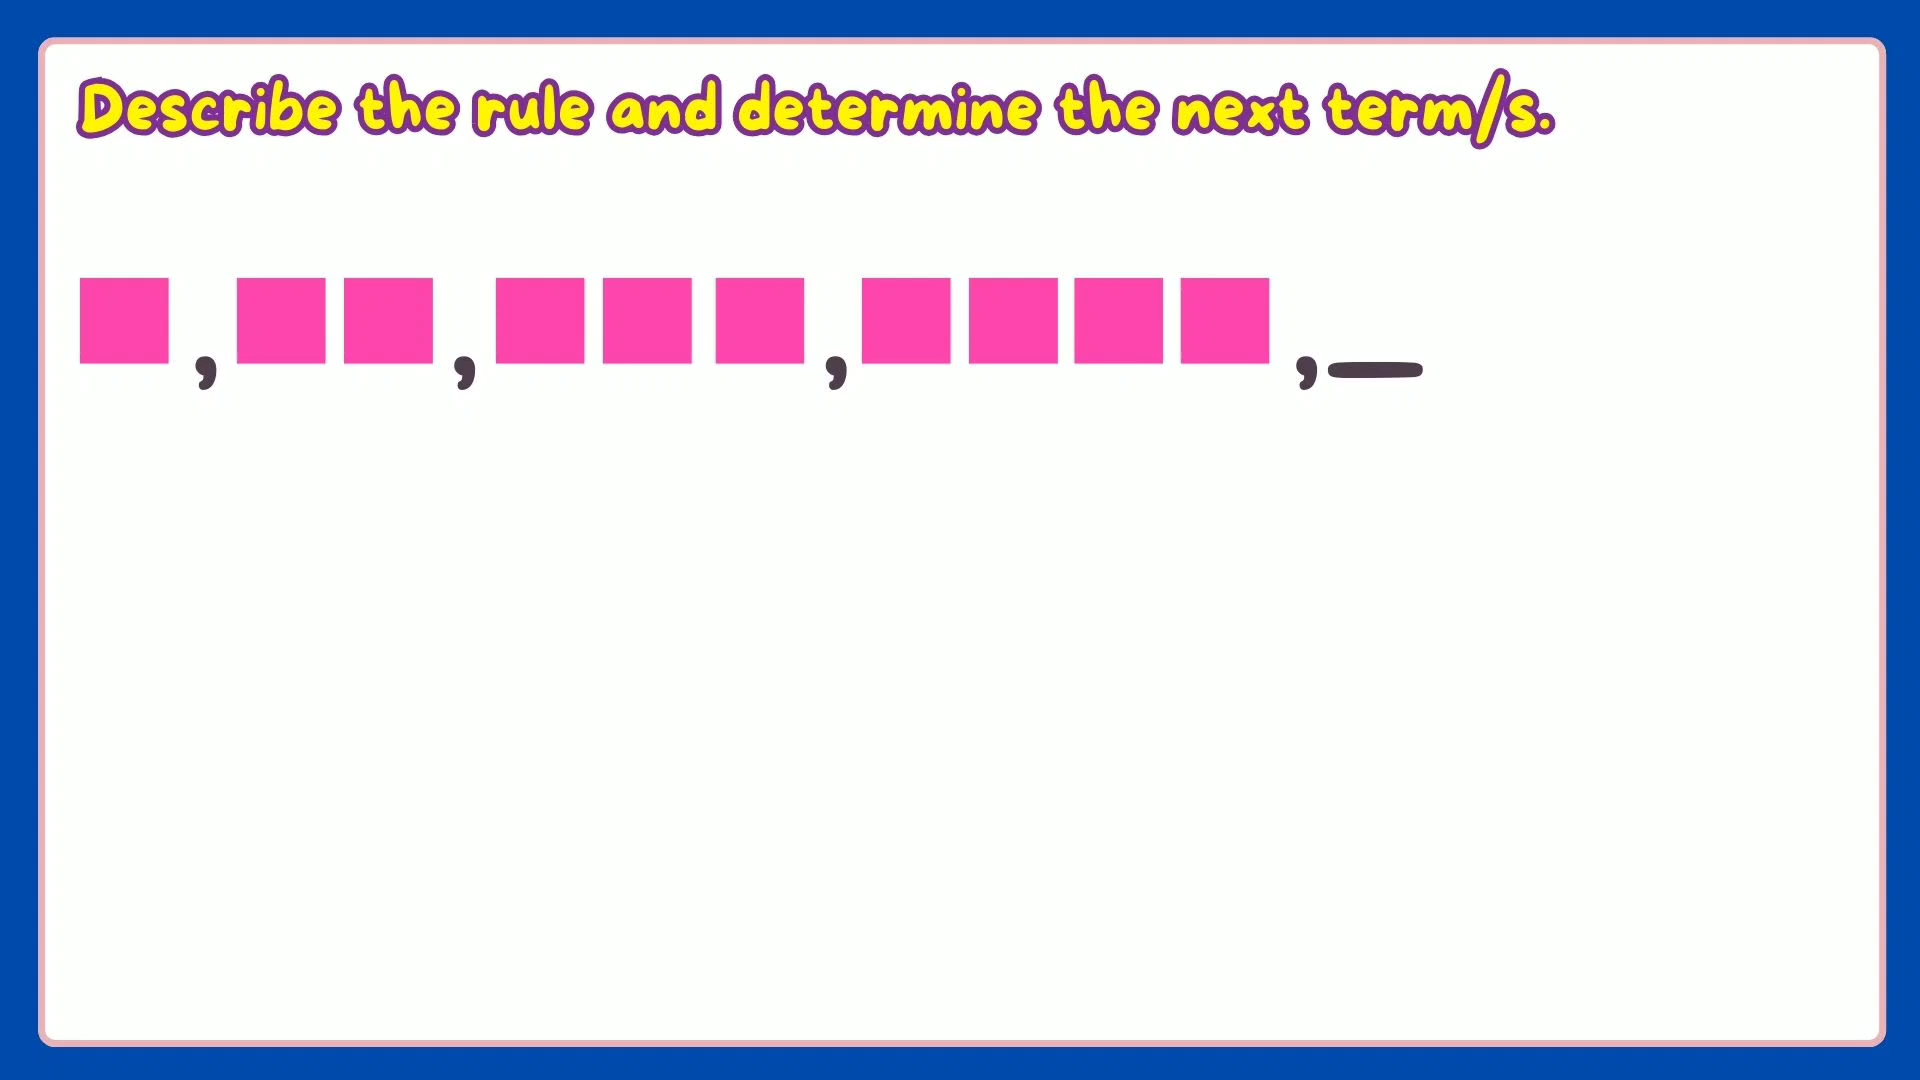 Describe the rule and determine the next term/s.
, , , ,_